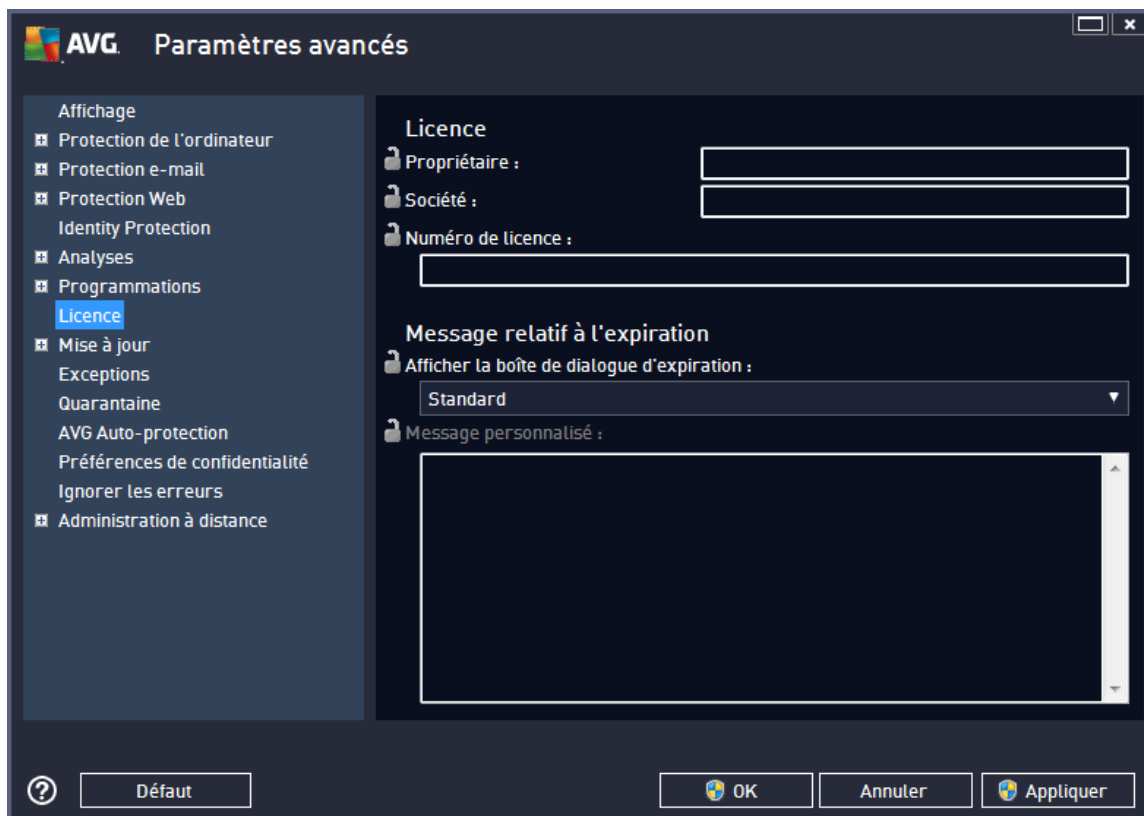 AVG. Paramètres avancés
Affichage
Protection de l'ordinateur
Protection e-mail
Protection Web
Identity Protection
Analyses
Programmations
Licence
Mise à jour
Exceptions
Quarantaine
AVG Auto-protection
Préférences de confidentialité
Ignorer les erreurs
Administration à distance
Licence
Propriétaire :
Société :
Numéro de licence :
Message relatif à l'expiration
Afficher la boîte de dialogue d'expiration :
Standard
Message personnalisé :
? Défaut OK Annuler Appliquer